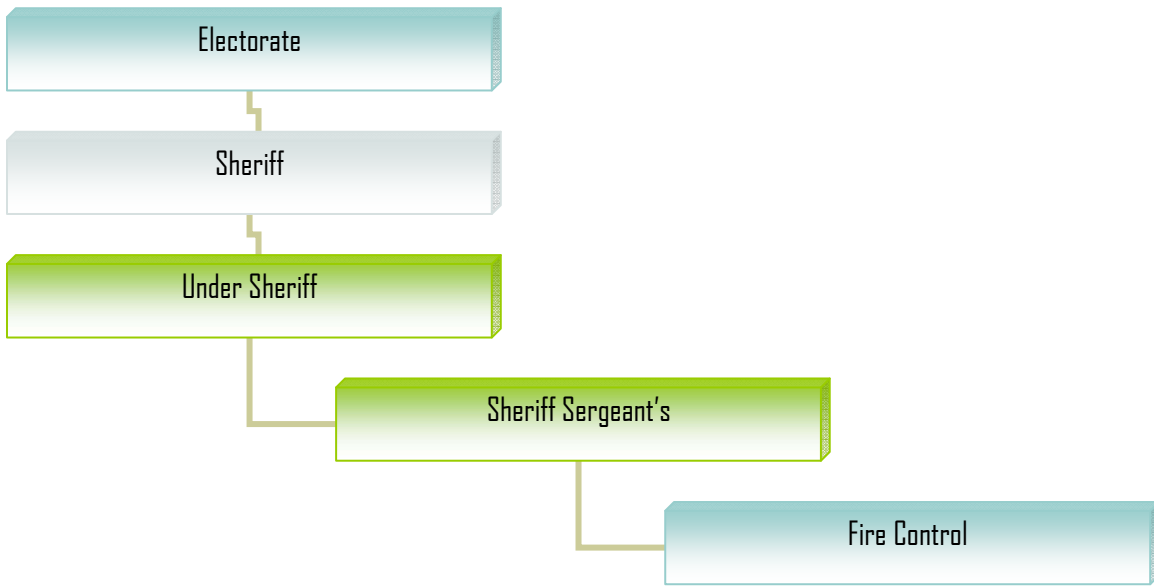 Electorate
Sheriff
Under Sheriff
Sheriff Sergeant's
Fire Control